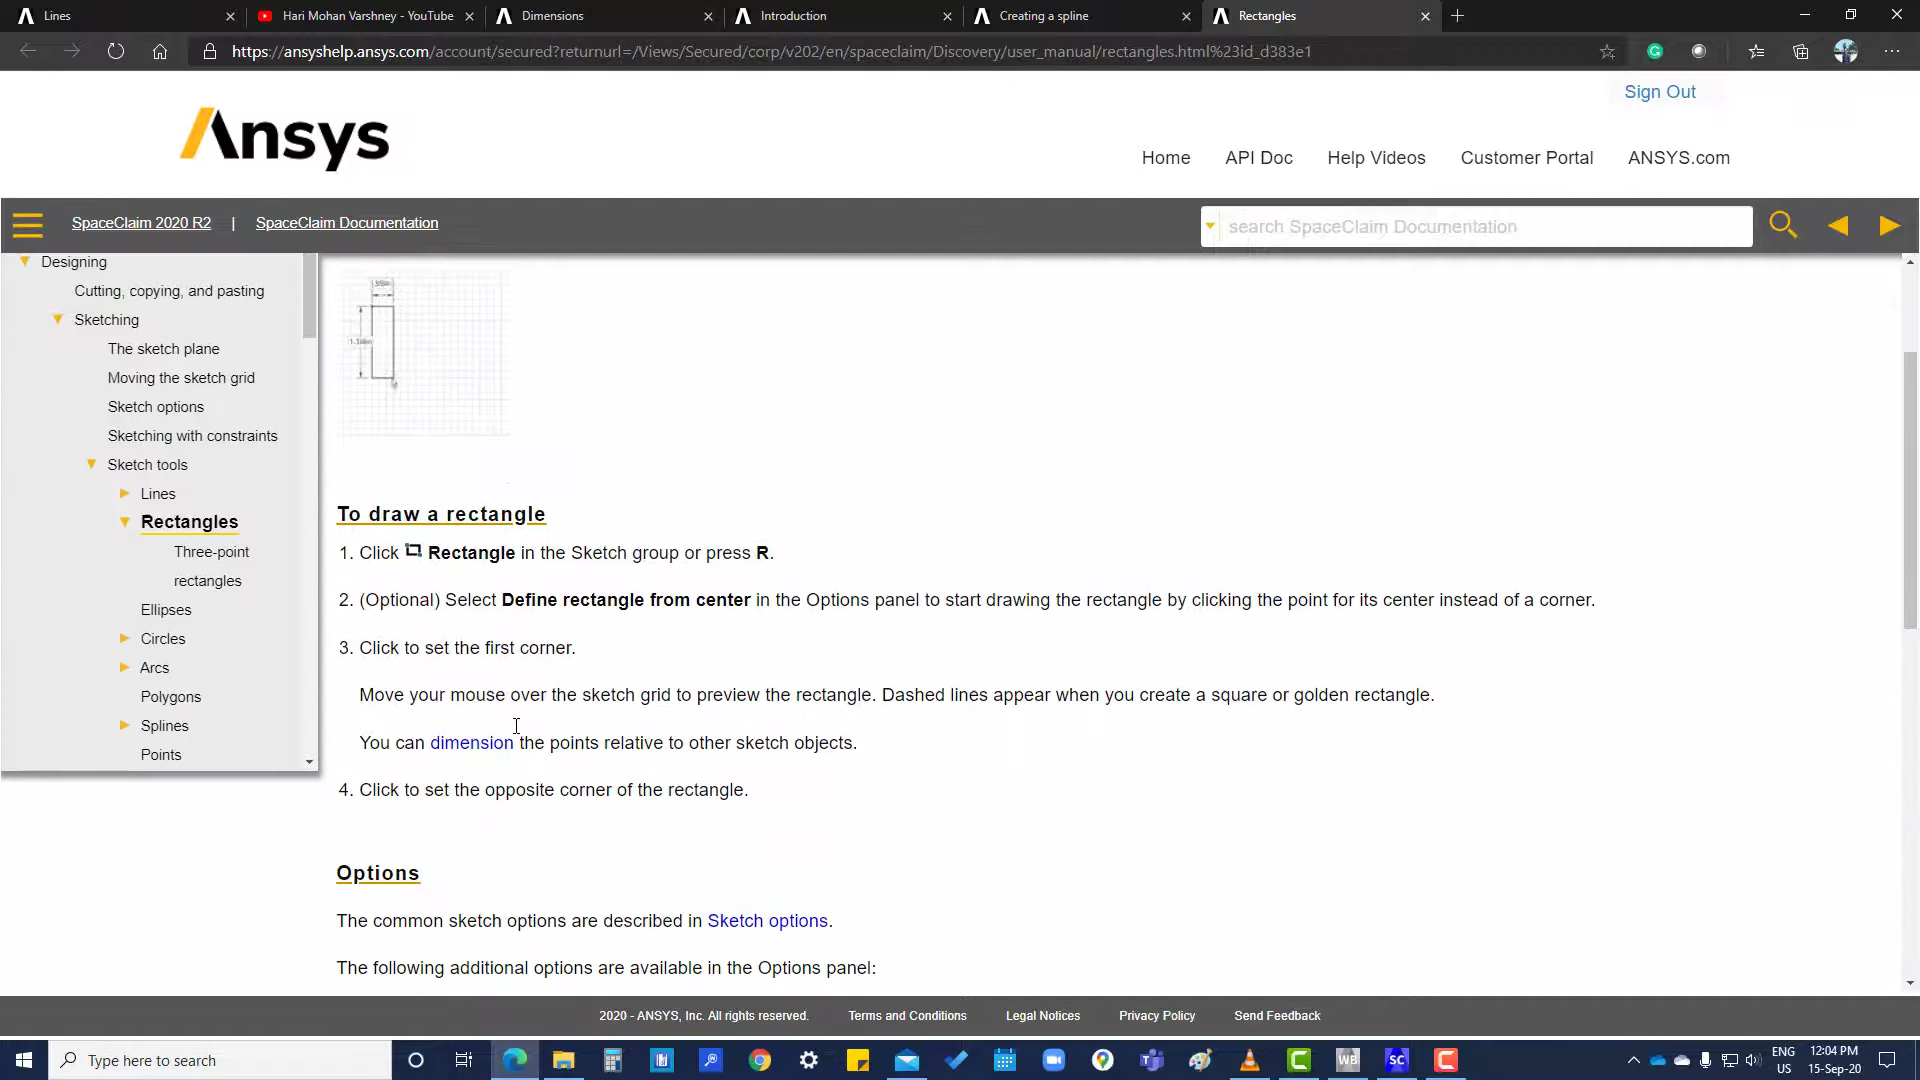 Lines
Hari Mohan Varshney - YouTube
Dimensions
Introduction
Creating a spline
Rectangles
https://ansyshelp.ansys.com/account/secured?returnurl=/Views/Secured/corp/v202/en/spaceclaim/Discovery/user_manual/rectangles.html%23id_d383e1
Sign Out
Ansys
Home
API Doc
Help Videos
Customer Portal
ANSYS.com
SpaceClaim 2020 R2 | SpaceClaim Documentation
search SpaceClaim Documentation
Designing
Cutting, copying, and pasting
Sketching
The sketch plane
Moving the sketch grid
Sketch options
Sketching with constraints
Sketch tools
Lines
Rectangles
Three-point
rectangles
Ellipses
Circles
Arcs
Polygons
Splines
Points
To draw a rectangle
1. Click Rectangle in the Sketch group or press R.
2. (Optional) Select Define rectangle from center in the Options panel to start drawing the rectangle by clicking the point for its center instead of a corner.
3. Click to set the first corner.
Move your mouse over the sketch grid to preview the rectangle. Dashed lines appear when you create a square or golden rectangle.
You can dimension the points relative to other sketch objects.
4. Click to set the opposite corner of the rectangle.
Options
The common sketch options are described in Sketch options.
The following additional options are available in the Options panel:
2020 - ANSYS, Inc. All rights reserved.
Terms and Conditions
Legal Notices
Privacy Policy
Send Feedback
Type here to search
WB
SC
ENG
US
12:04 PM
15-Sep-20